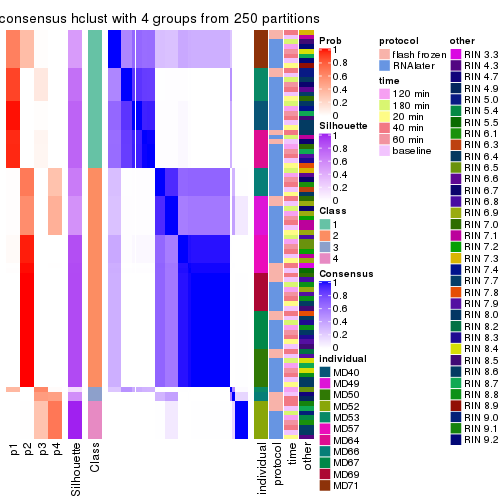 consensus hclust with 4 groups from 250 partitions
p1
p2
p3
p4
Silhouette
Class
individual
protocol
time
other
Prob
1
0.8
0.6
0.4
0.2
0
Silhouette
1
0.8
0.6
0.4
0.2
0
Class
1
2
3
4
Consensus
1
0.8
0.6
0.4
0.2
0
individual
MD40
MD49
MD50
MD52
MD53
MD57
MD64
MD66
MD67
MD69
MD71
protocol
flash frozen
RNAlater
time
120 min
180 min
20 min
40 min
60 min
baseline
other
RIN 3.3
RIN 4.3
RIN 4.7
RIN 4.9
RIN 5.0
RIN 5.4
RIN 5.5
RIN 6.1
RIN 6.3
RIN 6.4
RIN 6.5
RIN 6.6
RIN 6.7
RIN 6.8
RIN 6.9
RIN 7.0
RIN 7.1
RIN 7.2
RIN 7.3
RIN 7.4
RIN 7.7
RIN 7.8
RIN 7.9
RIN 8.0
RIN 8.2
RIN 8.3
RIN 8.4
RIN 8.5
RIN 8.6
RIN 8.7
RIN 8.8
RIN 8.9
RIN 9.0
RIN 9.1
RIN 9.2